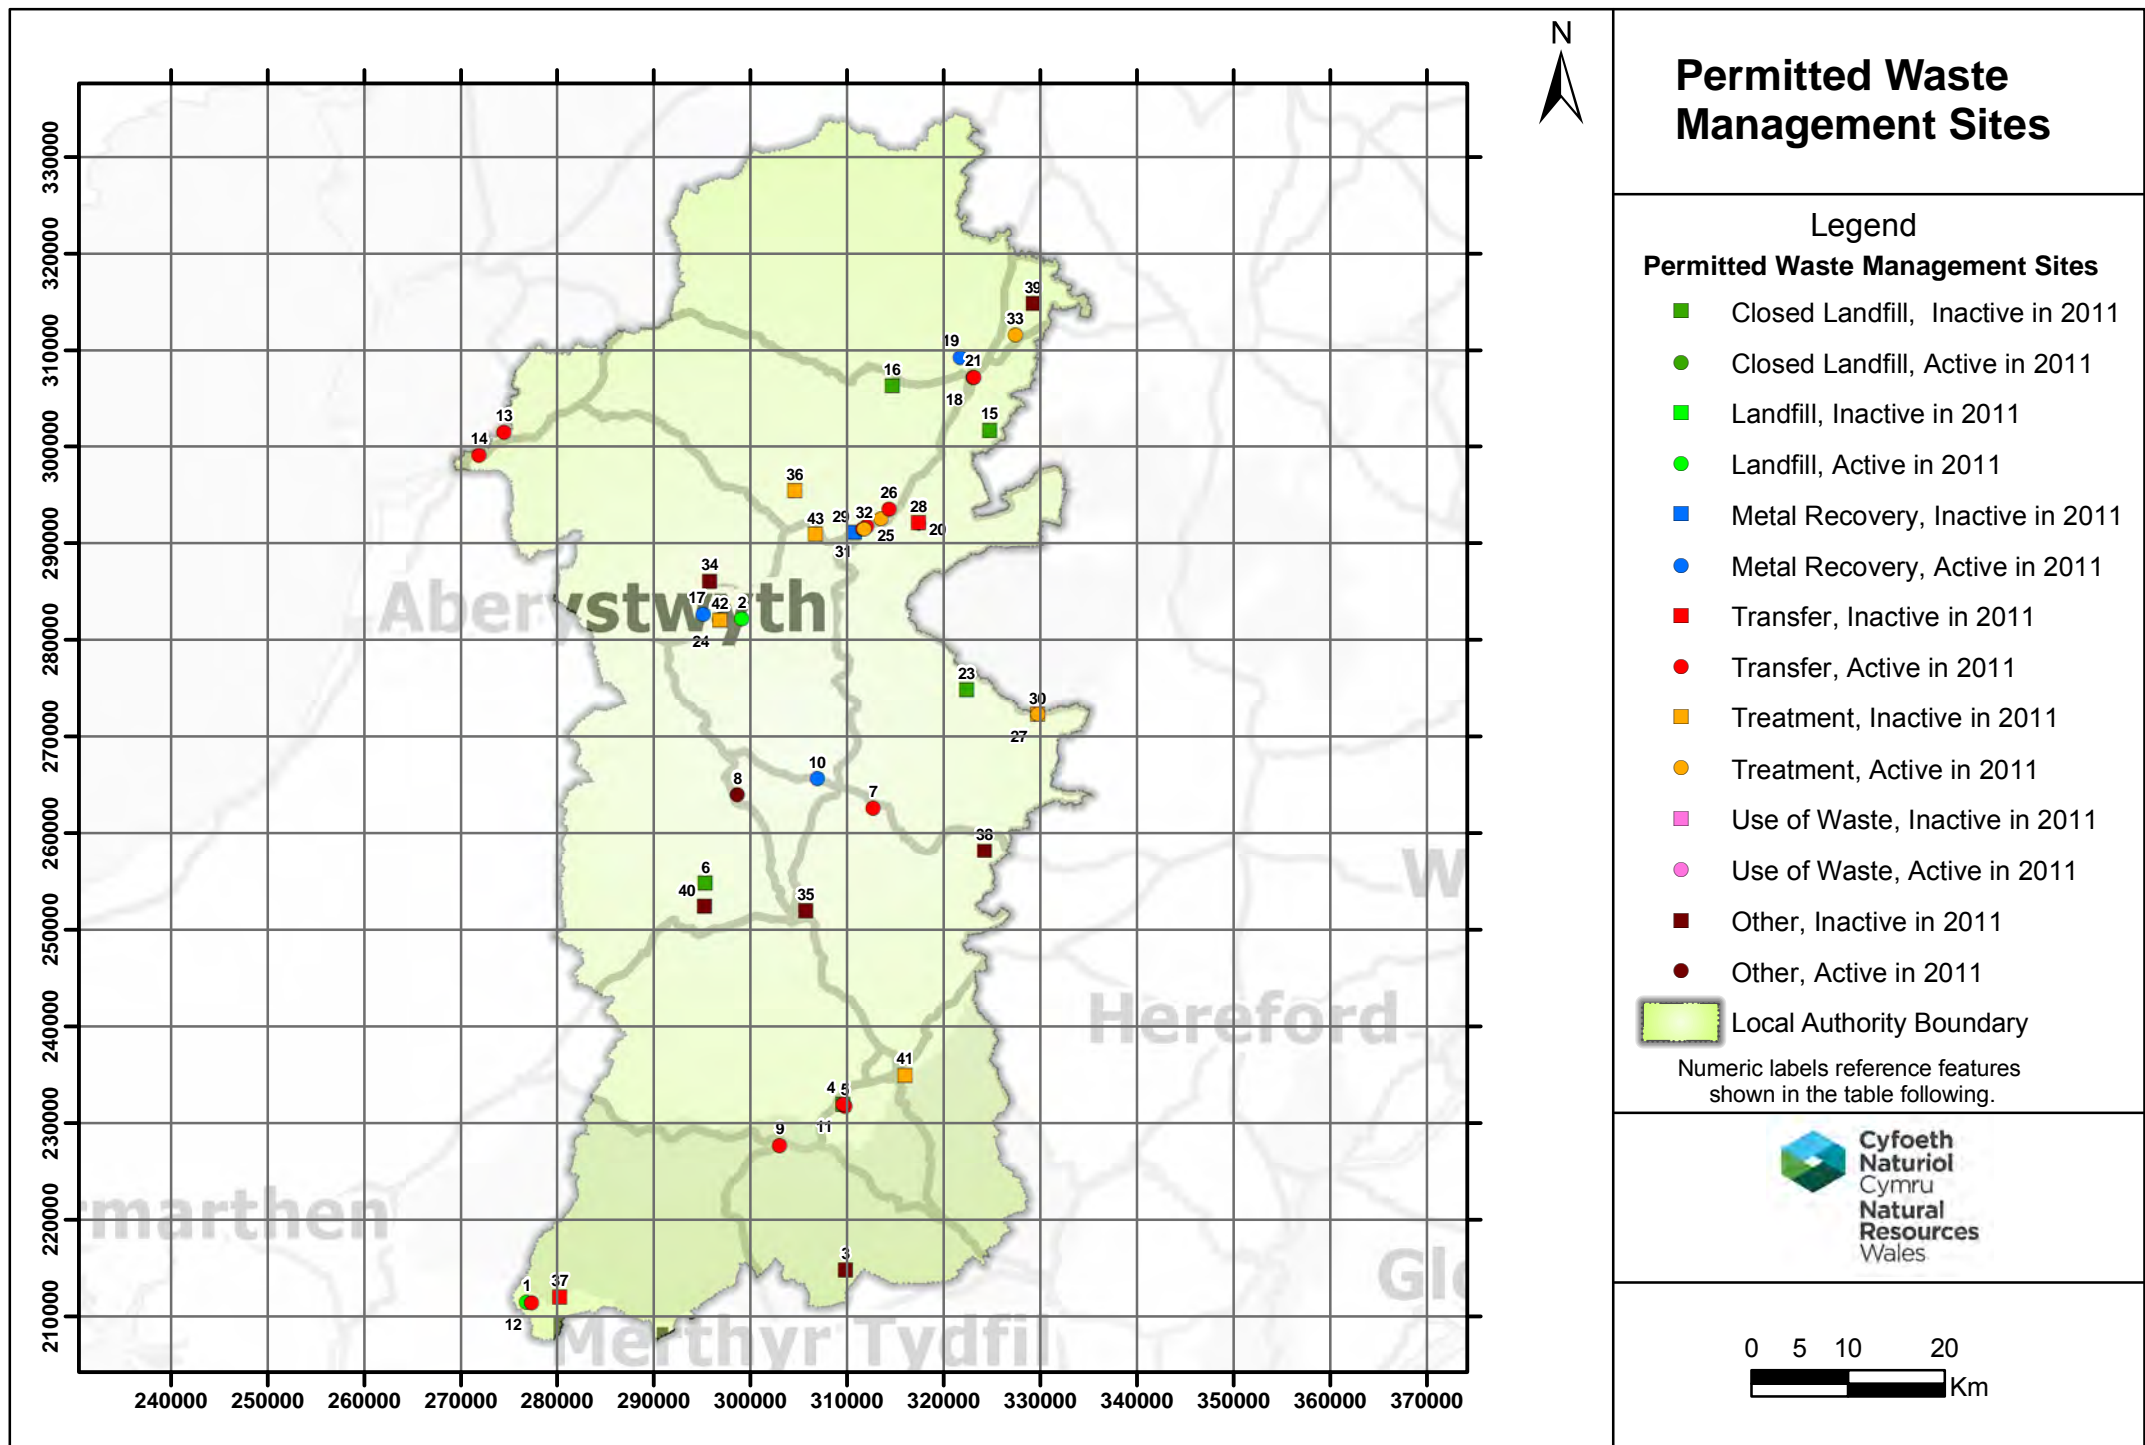 N
Permitted Waste
Management Sites
Legend
Permitted Waste Management Sites
Closed Landfill, Inactive in 2011
Closed Landfill, Active in 2011
Landfill, Inactive in 2011
Landfill, Active in 2011
Metal Recovery, Inactive in 2011
Metal Recovery, Active in 2011
Transfer, Inactive in 2011
Transfer, Active in 2011
Treatment, Inactive in 2011
Treatment, Active in 2011
Use of Waste, Inactive in 2011
Use of Waste, Active in 2011
Other, Inactive in 2011
Other, Active in 2011
Local Authority Boundary
Numeric labels reference features
shown in the table following.
Cyfoeth
Naturiol
Cymru
Natural
Resources
Wales
0 5 10 20
Km
330000
320000
310000
300000
290000
280000
270000
260000
250000
240000
230000
220000
210000
240000 250000 260000 270000 280000 290000 300000 310000 320000 330000 340000 350000 360000 370000
39
33
19
21
16
18
15
13
14
36
26
28
43
29
32
20
25
31
34
Aberystwyth
17
42
2
24
23
30
27
10
8
7
38
W
6
40
35
Hereford
41
4
5
11
9
marthen
3
Gl
1
37
12
Merthyr Tydfil